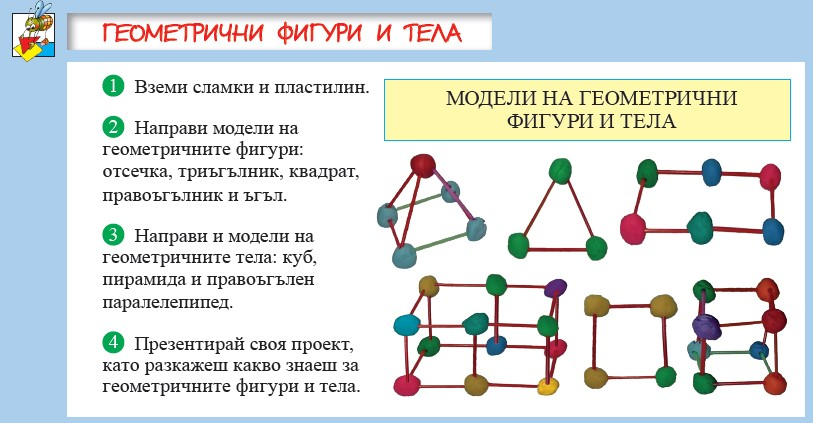 ГЕОМЕТРИЧНИ ФИГУРИ И ТЕЛА
1 Вземи сламки и пластилин.
2 Направи модели на
геометричните фигури:
отсечка, триъгълник, квадрат,
правоъгълник и ъгъл.
3 Направи и модели на
геометричните тела: куб,
пирамида и правоъгълен
паралелепипед.
4 Презентирай своя проект,
като разкажеш какво знаеш за
геометричните фигури и тела.
МОДЕЛИ НА ГЕОМЕТРИЧНИ
ФИГУРИ И ТЕЛА